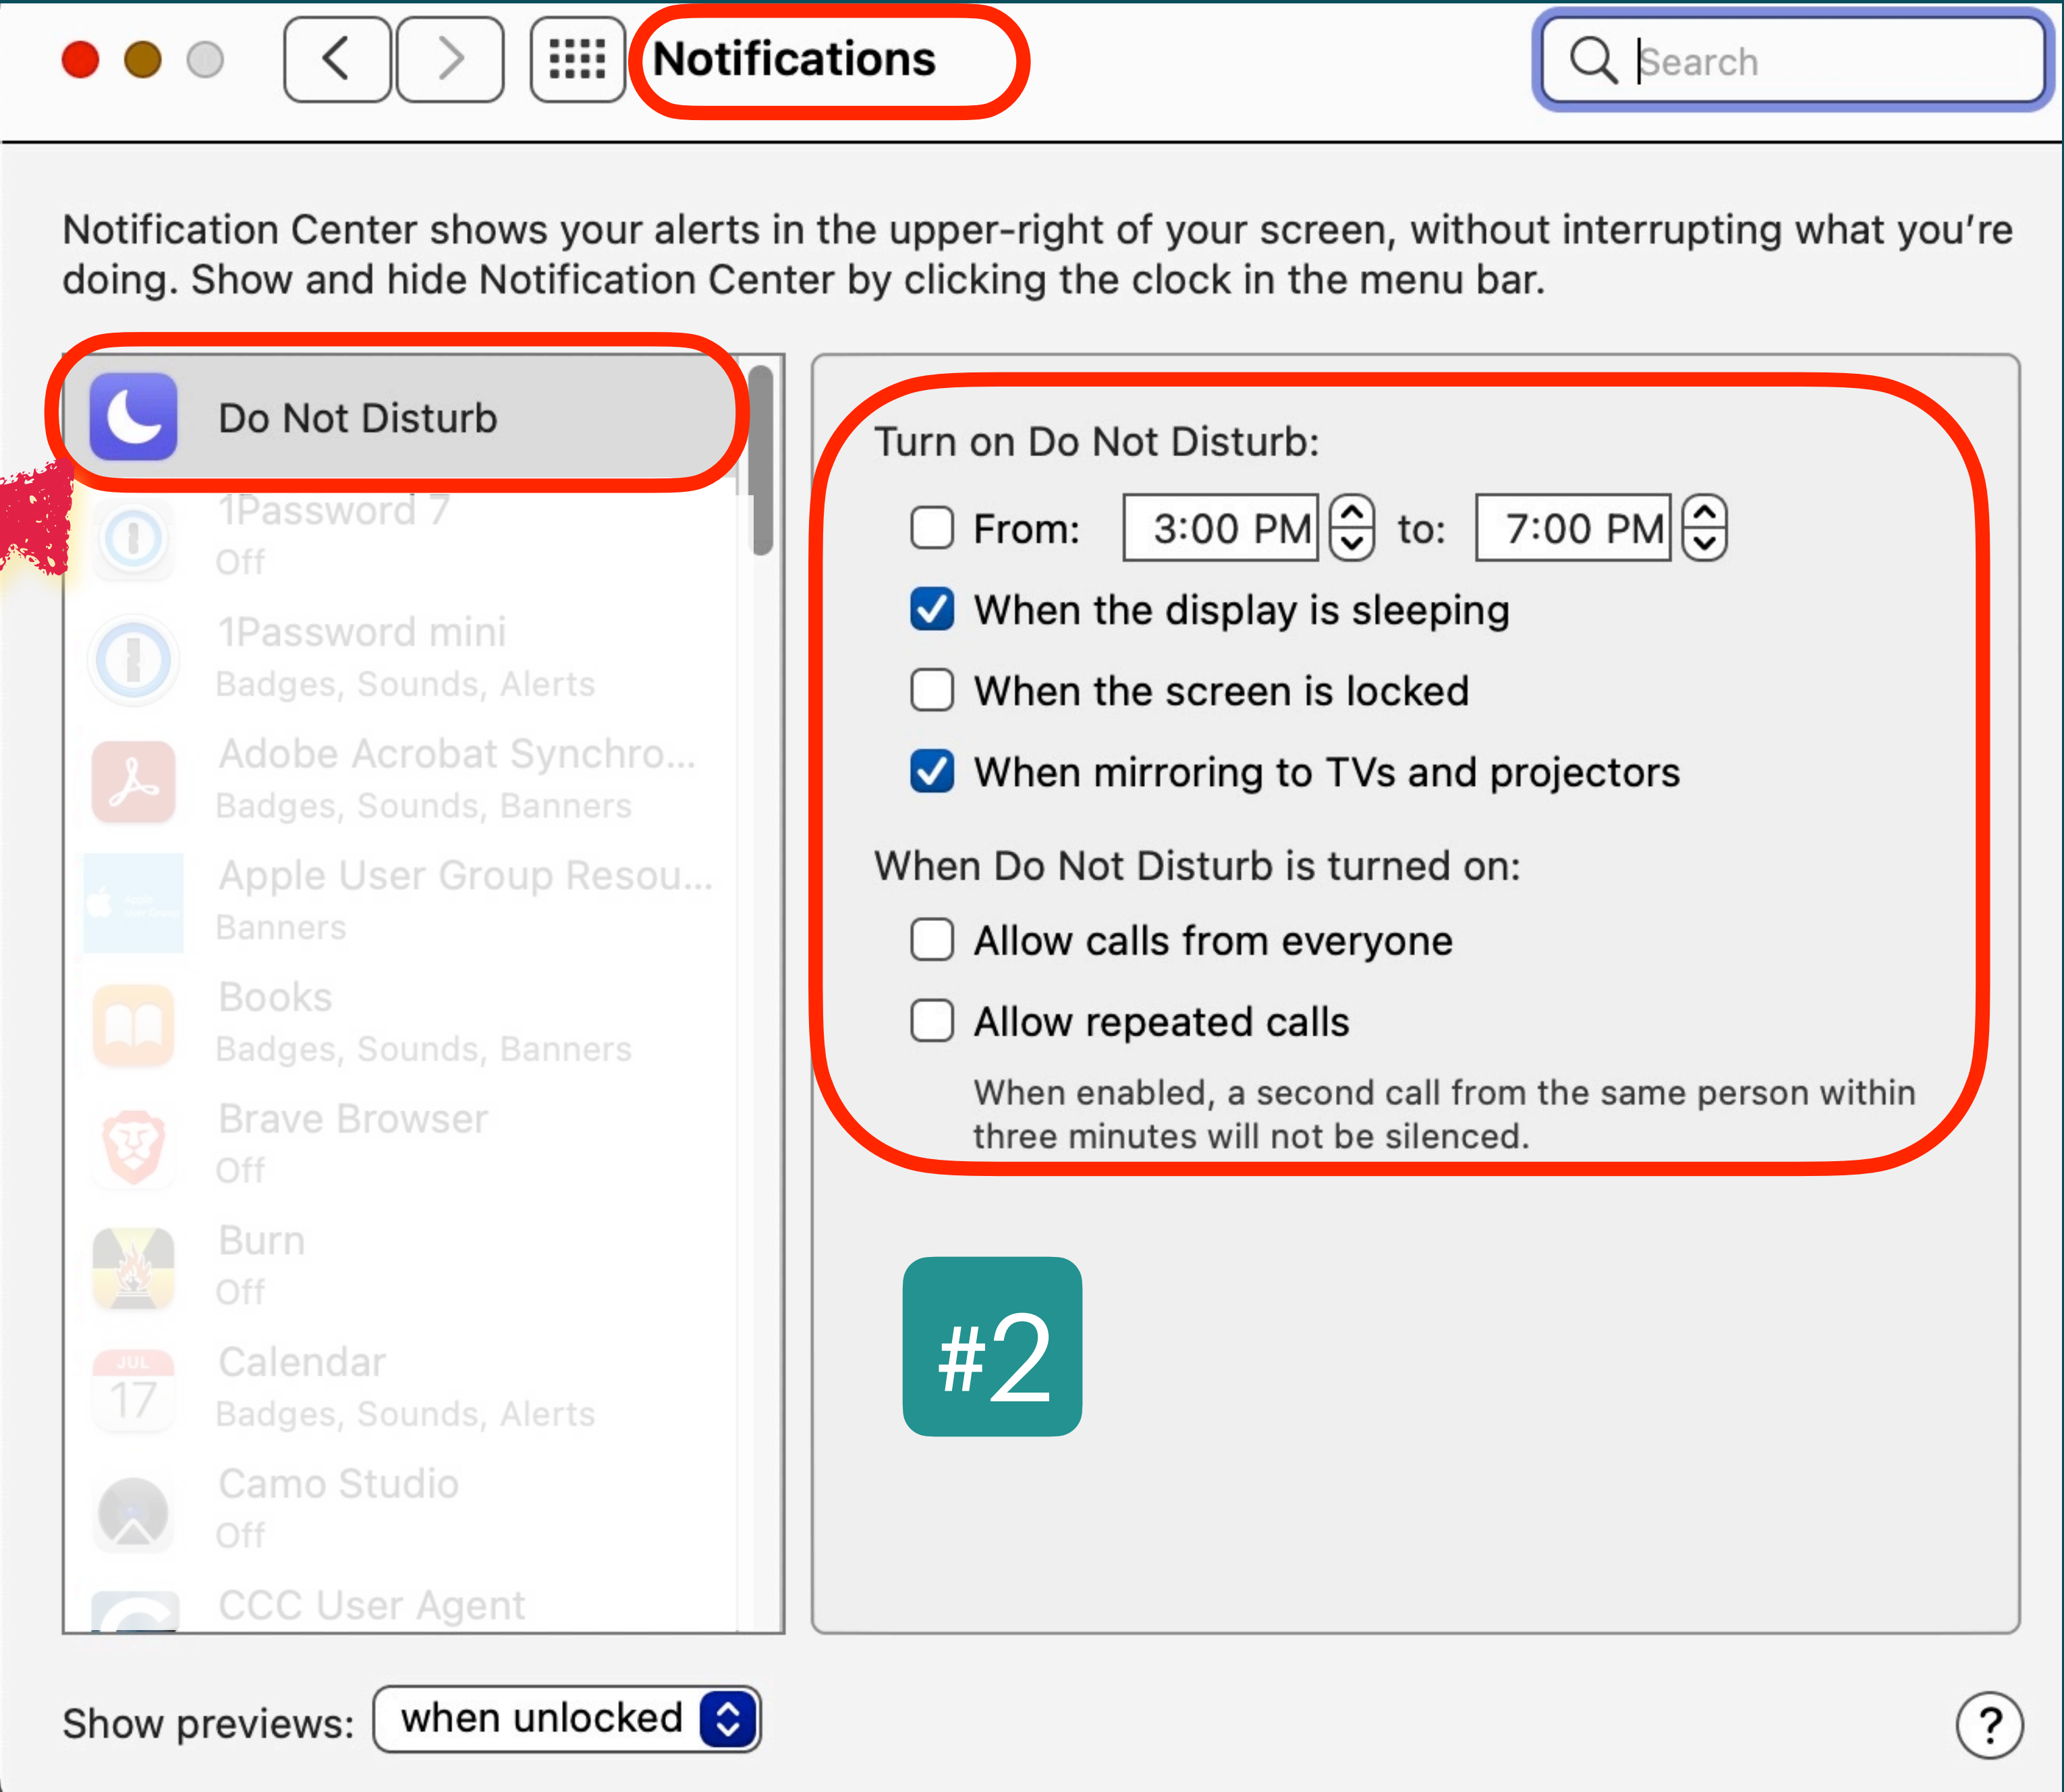 Notifications
Search
Notification Center shows your alerts in the upper-right of your screen, without interrupting what you’re
doing. Show and hide Notification Center by clicking the clock in the menu bar.
Do Not Disturb
1Password 7
Off
1Password mini
Badges, Sounds, Alerts
Adobe Acrobat Synchro...
Badges, Sounds, Banners
Apple User Group Resou...
Banners
Books
Badges, Sounds, Banners
Brave Browser
Off
Burn
Off
JUL
17
Calendar
Badges, Sounds, Alerts
Camo Studio
Off
CCC User Agent
Turn on Do Not Disturb:
From: 3:00 PM to: 7:00 PM
When the display is sleeping
When the screen is locked
When mirroring to TVs and projectors
When Do Not Disturb is turned on:
Allow calls from everyone
Allow repeated calls
When enabled, a second call from the same person within
three minutes will not be silenced.
#2
Show previews: when unlocked
?